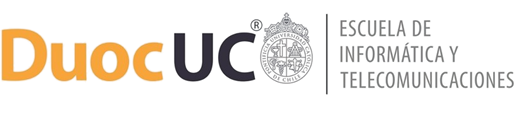 DuocUC®
ESCUELA DE
INFORMÁTICA Y
TELECOMUNICACIONES